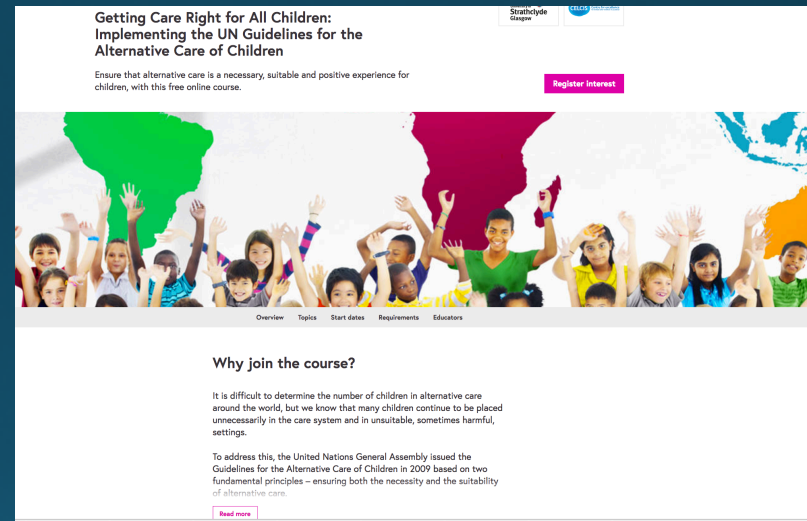 Getting Care Right for All Children:
Implementing the UN Guidelines for the
Alternative Care of Children
Ensure that alternative care is a necessary, suitable and positive experience for
children, with this free online course.
Strathclyde
Glasgow
CELCIS
Register interest
Overview Topics Start dates Requirements Educators
Why join the course?
It is difficult to determine the number of children in alternative care
around the world, but we know that many children continue to be placed
unnecessarily in the care system and in unsuitable, sometimes harmful,
settings.
To address this, the United Nations General Assembly issued the
Guidelines for the Alternative Care of Children in 2009 based on two
fundamental principles – ensuring both the necessity and the suitability
of alternative care.
Read more